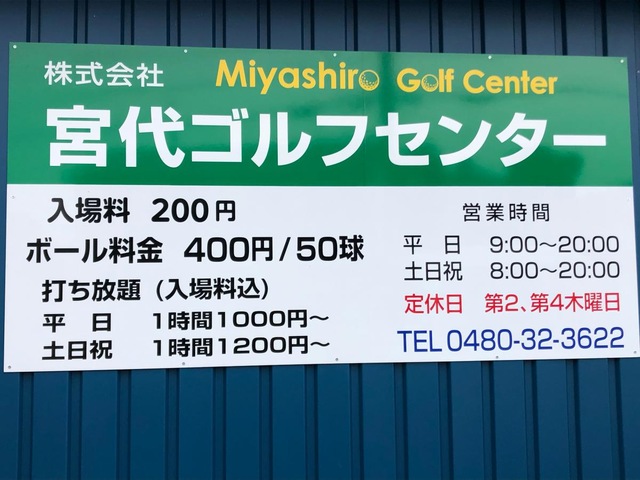 株式会社 Miyashiro Golf Center
宮代ゴルフセンター
入場料 200円
ボール料金 400円/50球
打ち放題 (入場料込)
平 日 1時間1000円〜
土日祝 1時間1200円〜
営業時間
平 日 9:00〜20:00
土日祝 8:00〜20:00
定休日 第2、第4木曜日
TEL 0480-32-3622